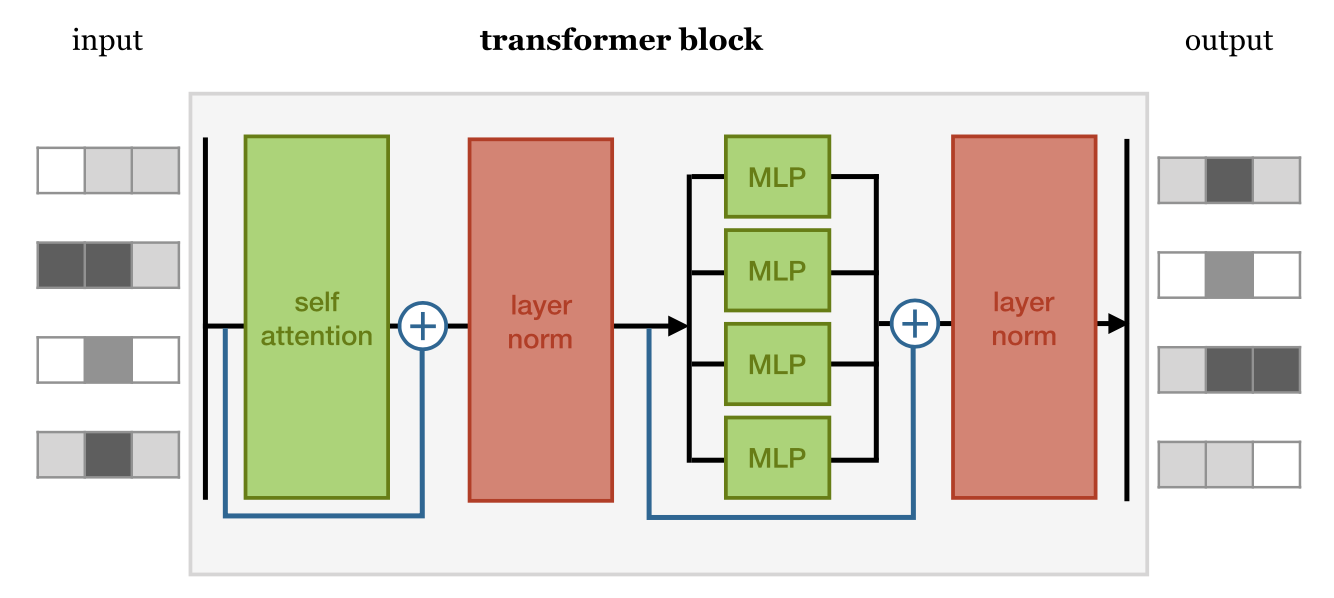 input
transformer block
output
self
attention
layer
norm
MLP
MLP
MLP
MLP
layer
norm